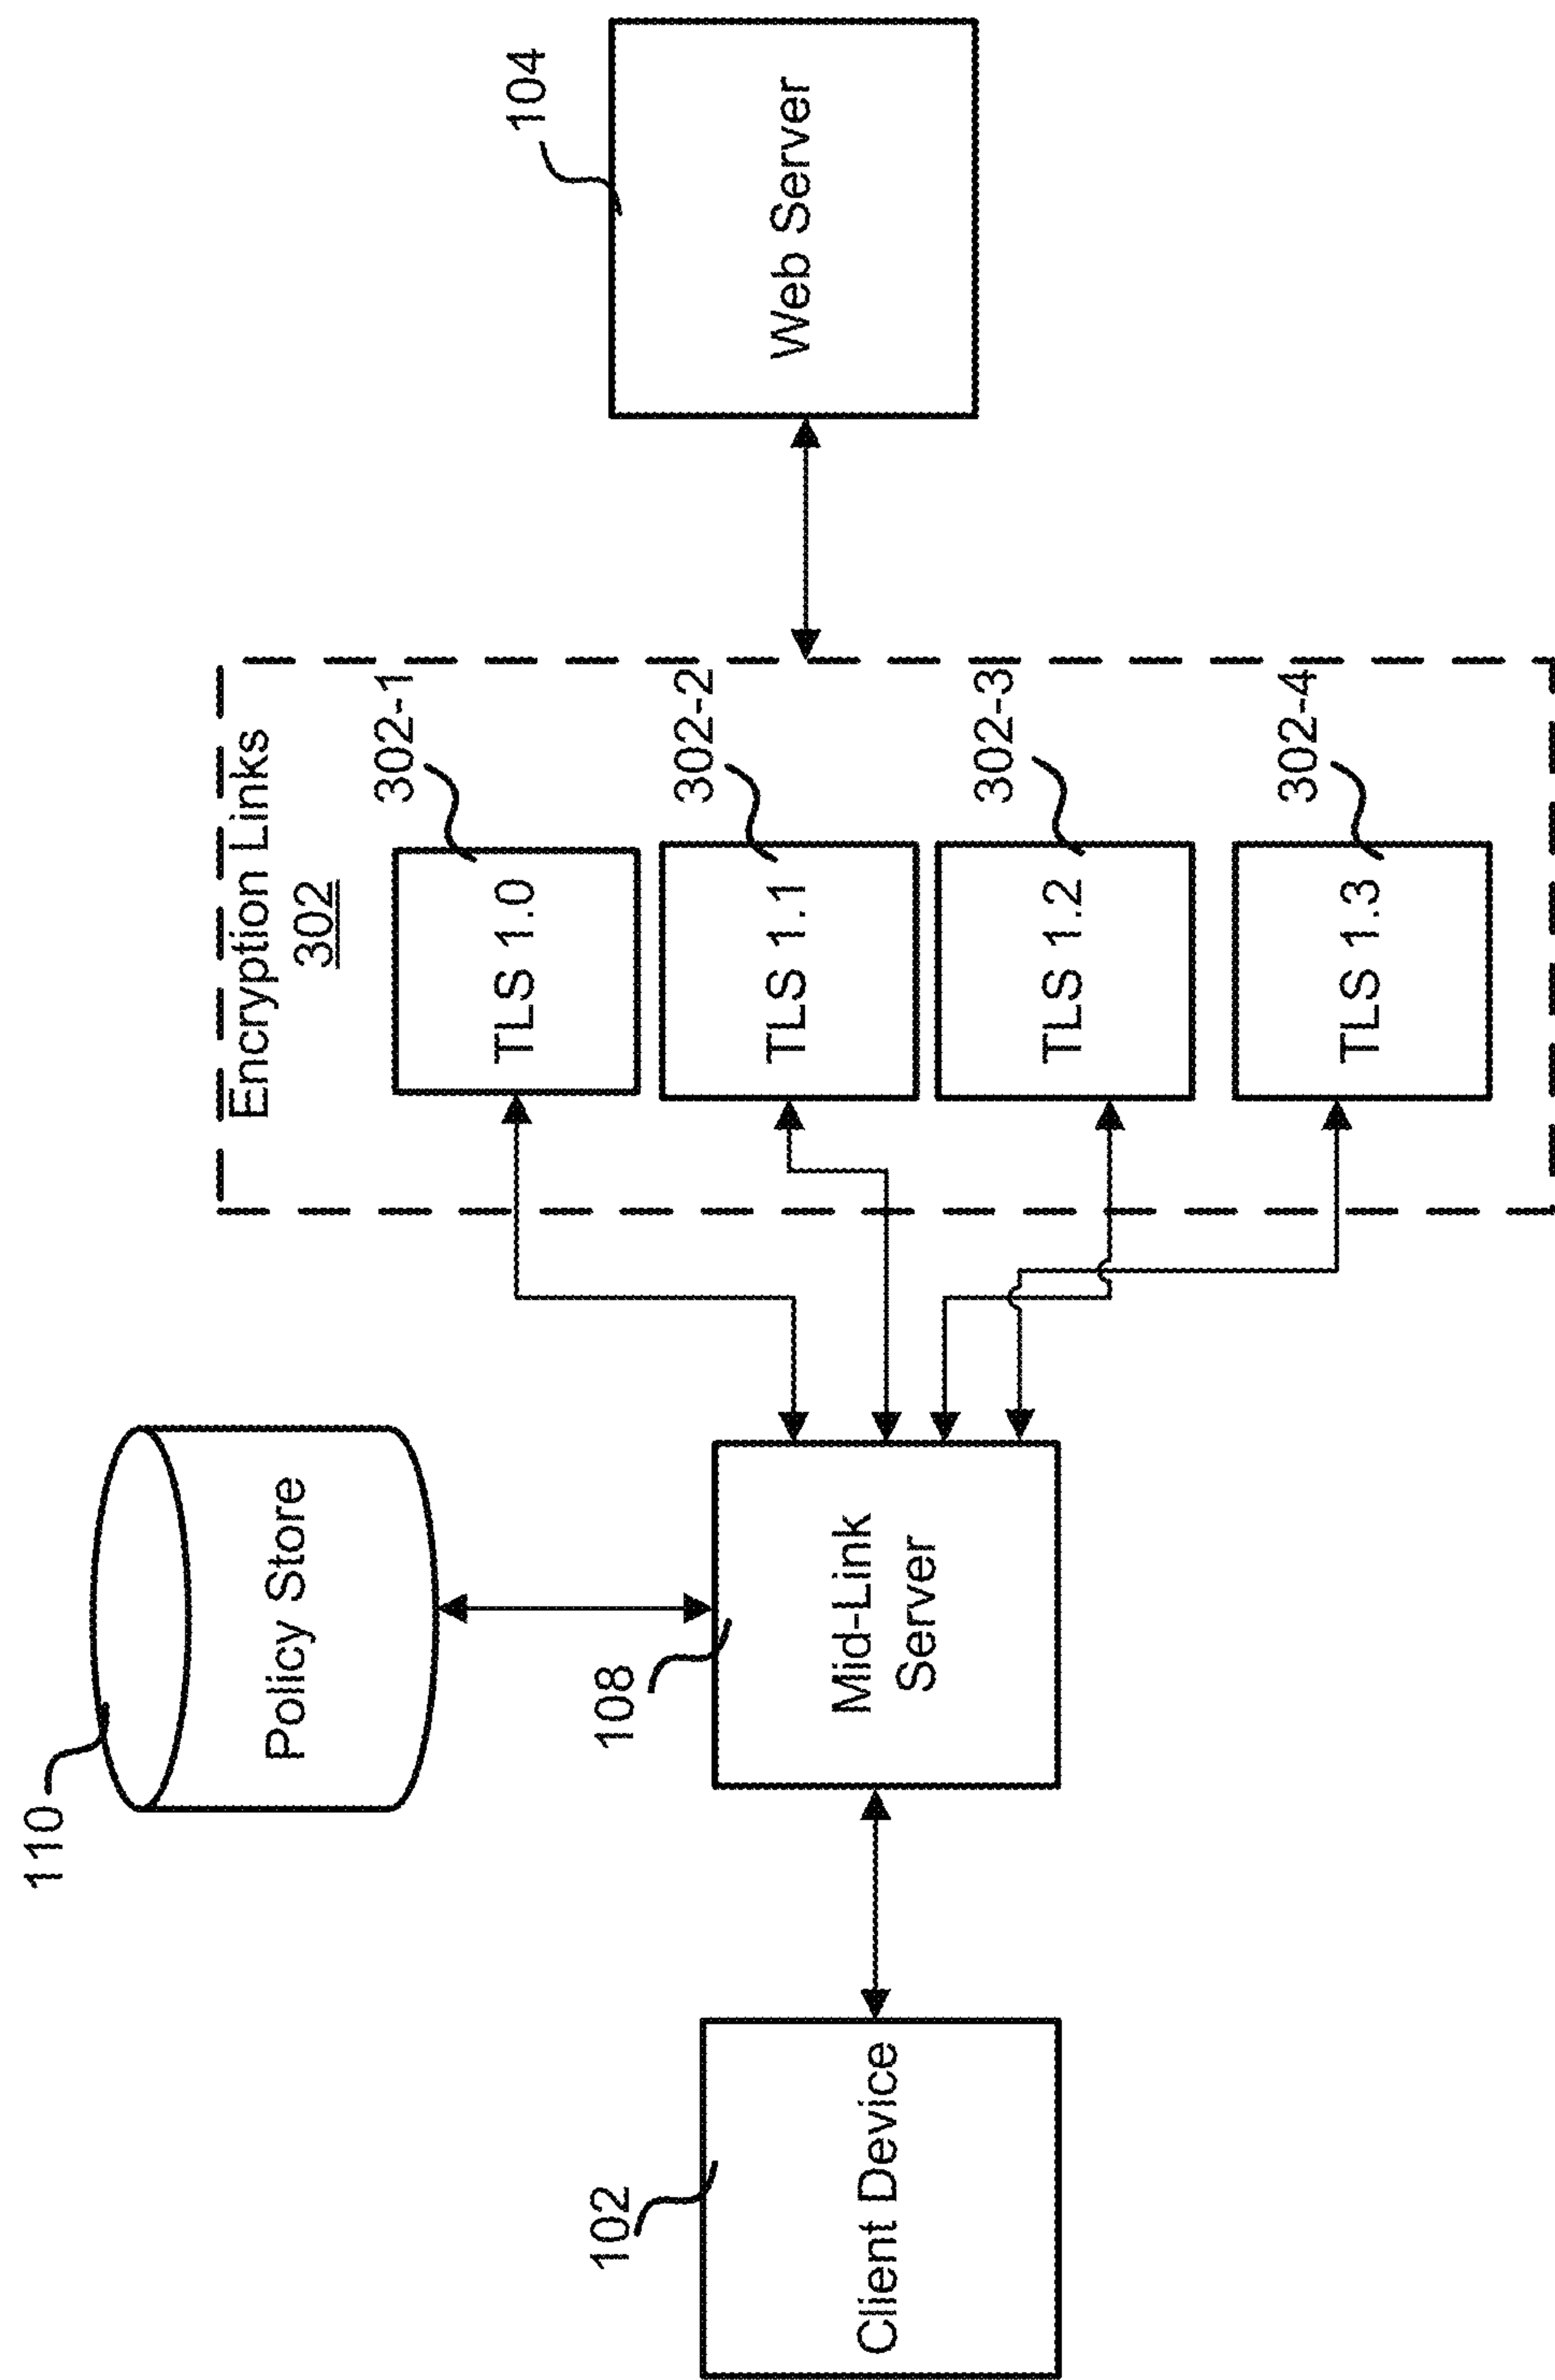 110
Policy Store
Encryption Links
302
302-1
TLS 1.0
302-2
TLS 1.1
302-3
TLS 1.2
302-4
TLS 1.3
104
Web Server
108
Mid-Link
Server
102
Client Device